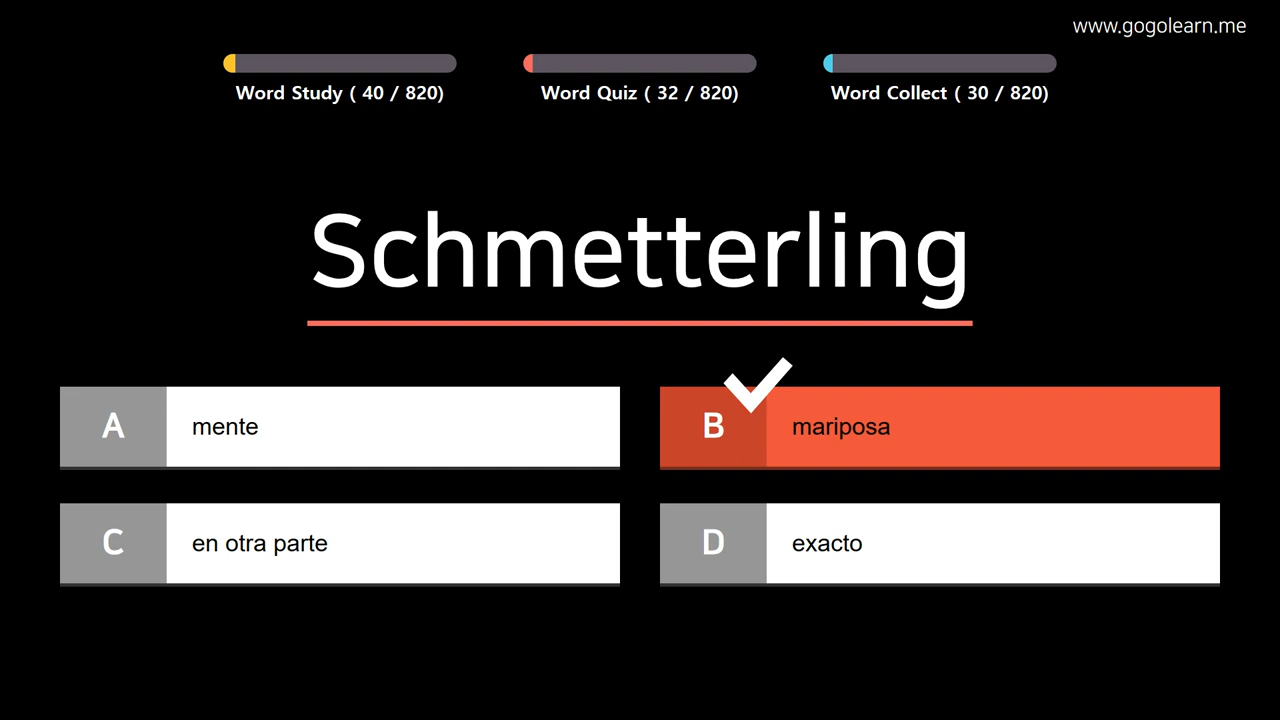 www.gogolearn.me
Word Study ( 40 / 820)
Word Quiz ( 32 / 820)
Word Collect ( 30 / 820)
Schmetterling
A mente
B mariposa
C en otra parte
D exacto